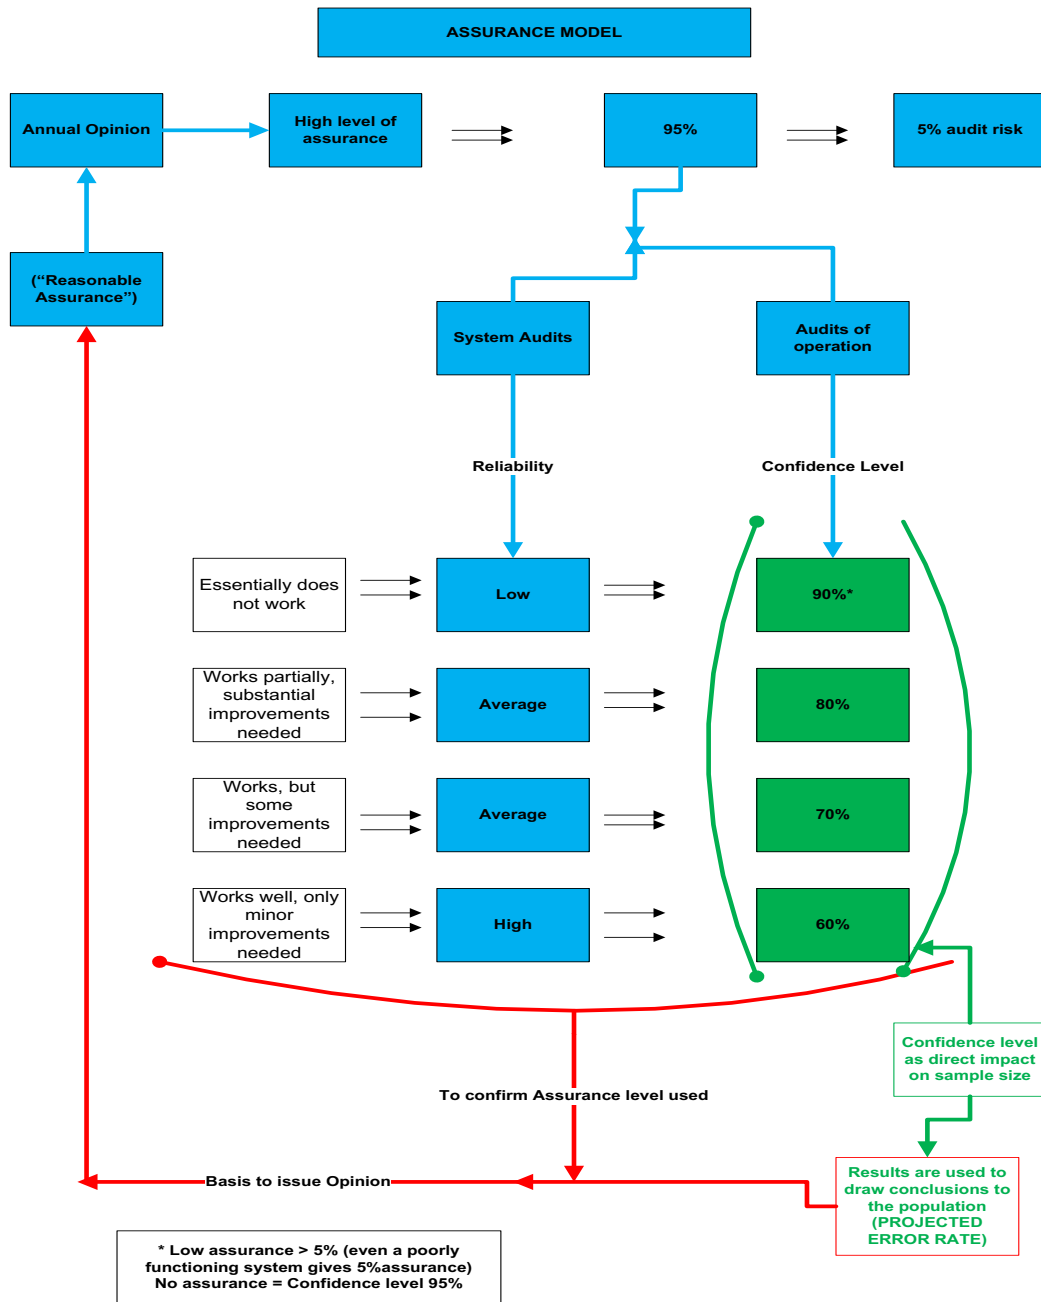 ASSURANCE MODEL
Annual Opinion
High level of
assurance
95%
5% audit risk
(“Reasonable
Assurance”)
System Audits
Audits of
operation
Reliability
Confidence Level
Essentially does
not work
Low
90%*
Works partially,
substantial
improvements
needed
Average
80%
Works, but
some
improvements
needed
Average
70%
Works well, only
minor
improvements
needed
High
60%
Confidence level
as direct impact
on sample size
To confirm Assurance level used
Basis to issue Opinion
Results are used to
draw conclusions to
the population
(PROJECTED
ERROR RATE)
* Low assurance > 5% (even a poorly
functioning system gives 5%assurance)
No assurance = Confidence level 95%